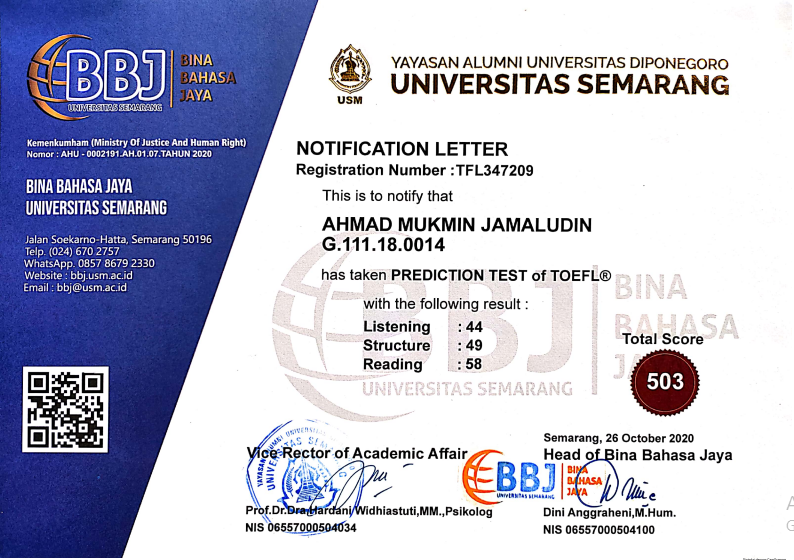 BBJ
UNIVERSITAS SEMARANG
BINA
BAHASA
JAYA
Kemenkumham (Ministry Of Justice And Human Right)
Nomor : AHU - 0002191.AH.01.07.TAHUN 2020
BINA BAHASA JAYA
UNIVERSITAS SEMARANG
Jalan Soekarno-Hatta, Semarang 50196
Telp. (024) 670 2757
WhatsApp. 0857 8679 2330
Website : bbj.usm.ac.id
Email : bbj@usm.ac.id
USM
YAYASAN ALUMNI UNIVERSITAS DIPONEGORO
UNIVERSITAS SEMARANG
NOTIFICATION LETTER
Registration Number :TFL347209
This is to notify that
AHMAD MUKMIN JAMALUDIN
G.111.18.0014
has taken PREDICTION TEST of TOEFL®
with the following result :
Listening : 44
Structure : 49
Reading : 58
BBJ
UNIVERSITAS SEMARANG
BINA
BAHASA
JAYA
Total Score
503
Vice Rector of Academic Affair
Prof.Dr.Dra.Hardani Widhiastuti,MM.,Psikolog
NIS 06557000504034
Semarang, 26 October 2020
Head of Bina Bahasa Jaya
BBJ
UNIVERSITAS SEMARANG
BINA
BAHASA
JAYA
Dini Anggraheni,M.Hum.
NIS 06557000504100